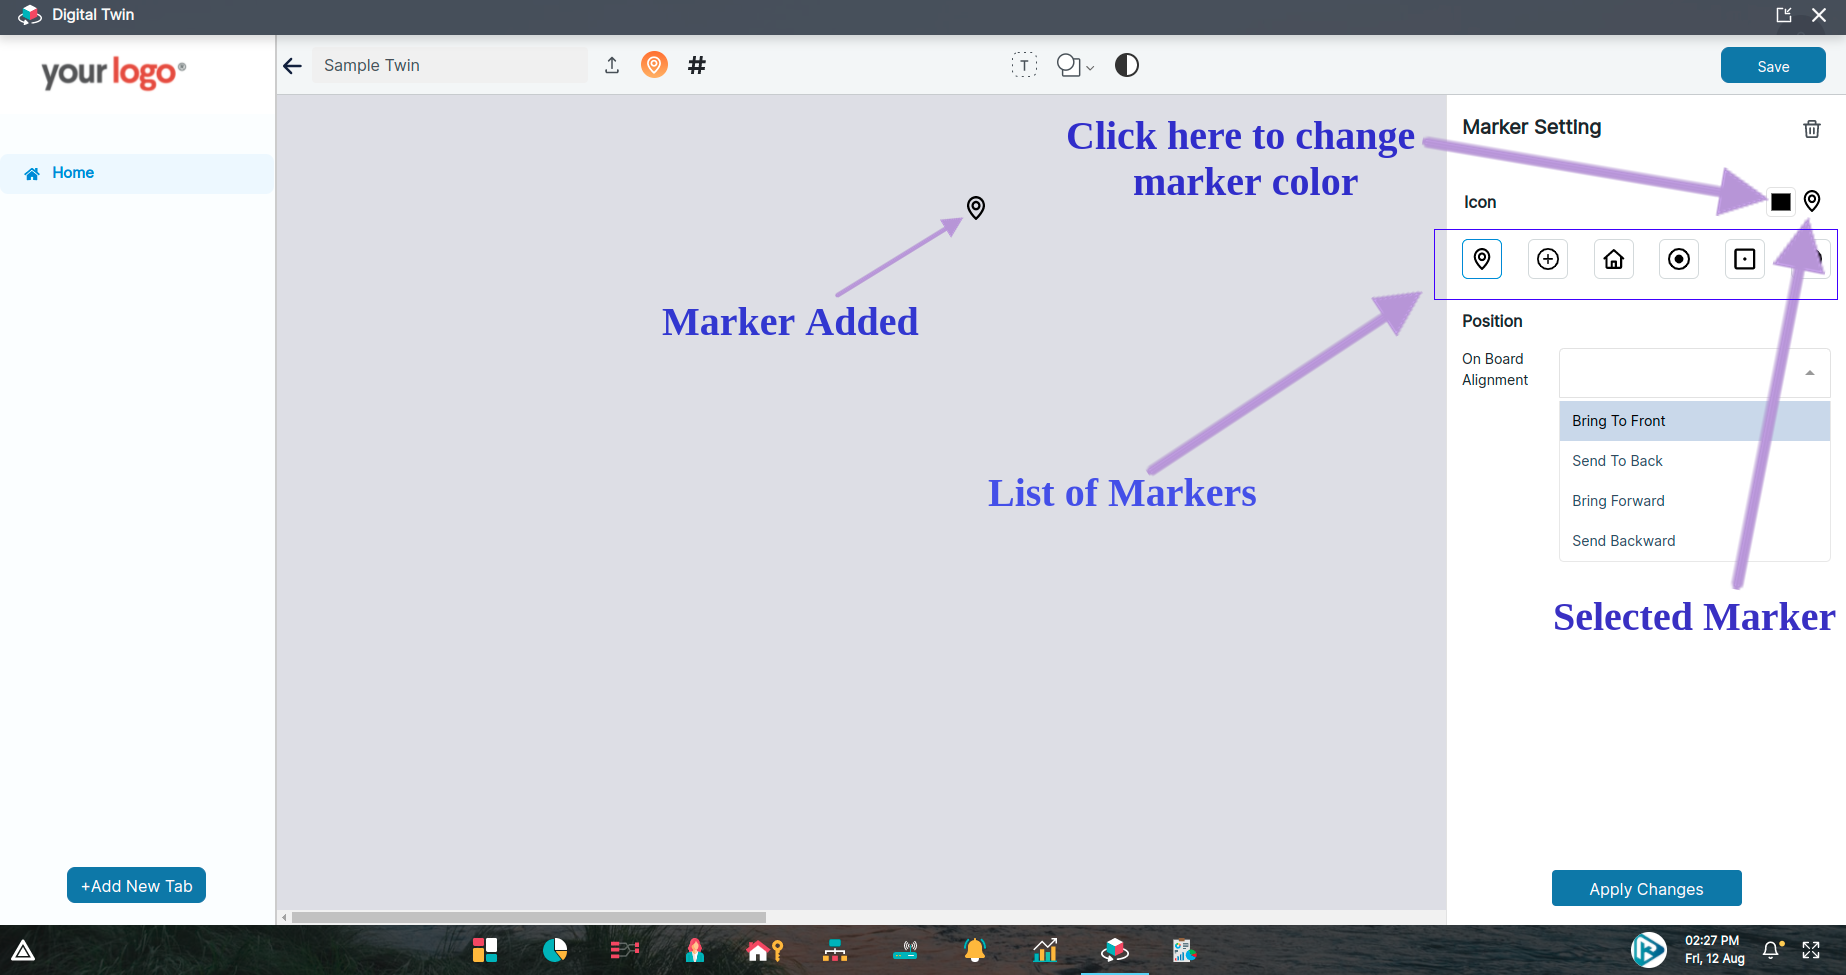 Digital Twin
your logo®
Sample Twin
T
Save
Home
Click here to change
marker color
Marker Setting
Icon
Marker Added
Position
On Board
Alignment
Bring To Front
Send To Back
Bring Forward
Send Backward
List of Markers
Selected Marker
+Add New Tab
Apply Changes
02:27 PM
Fri, 12 Aug